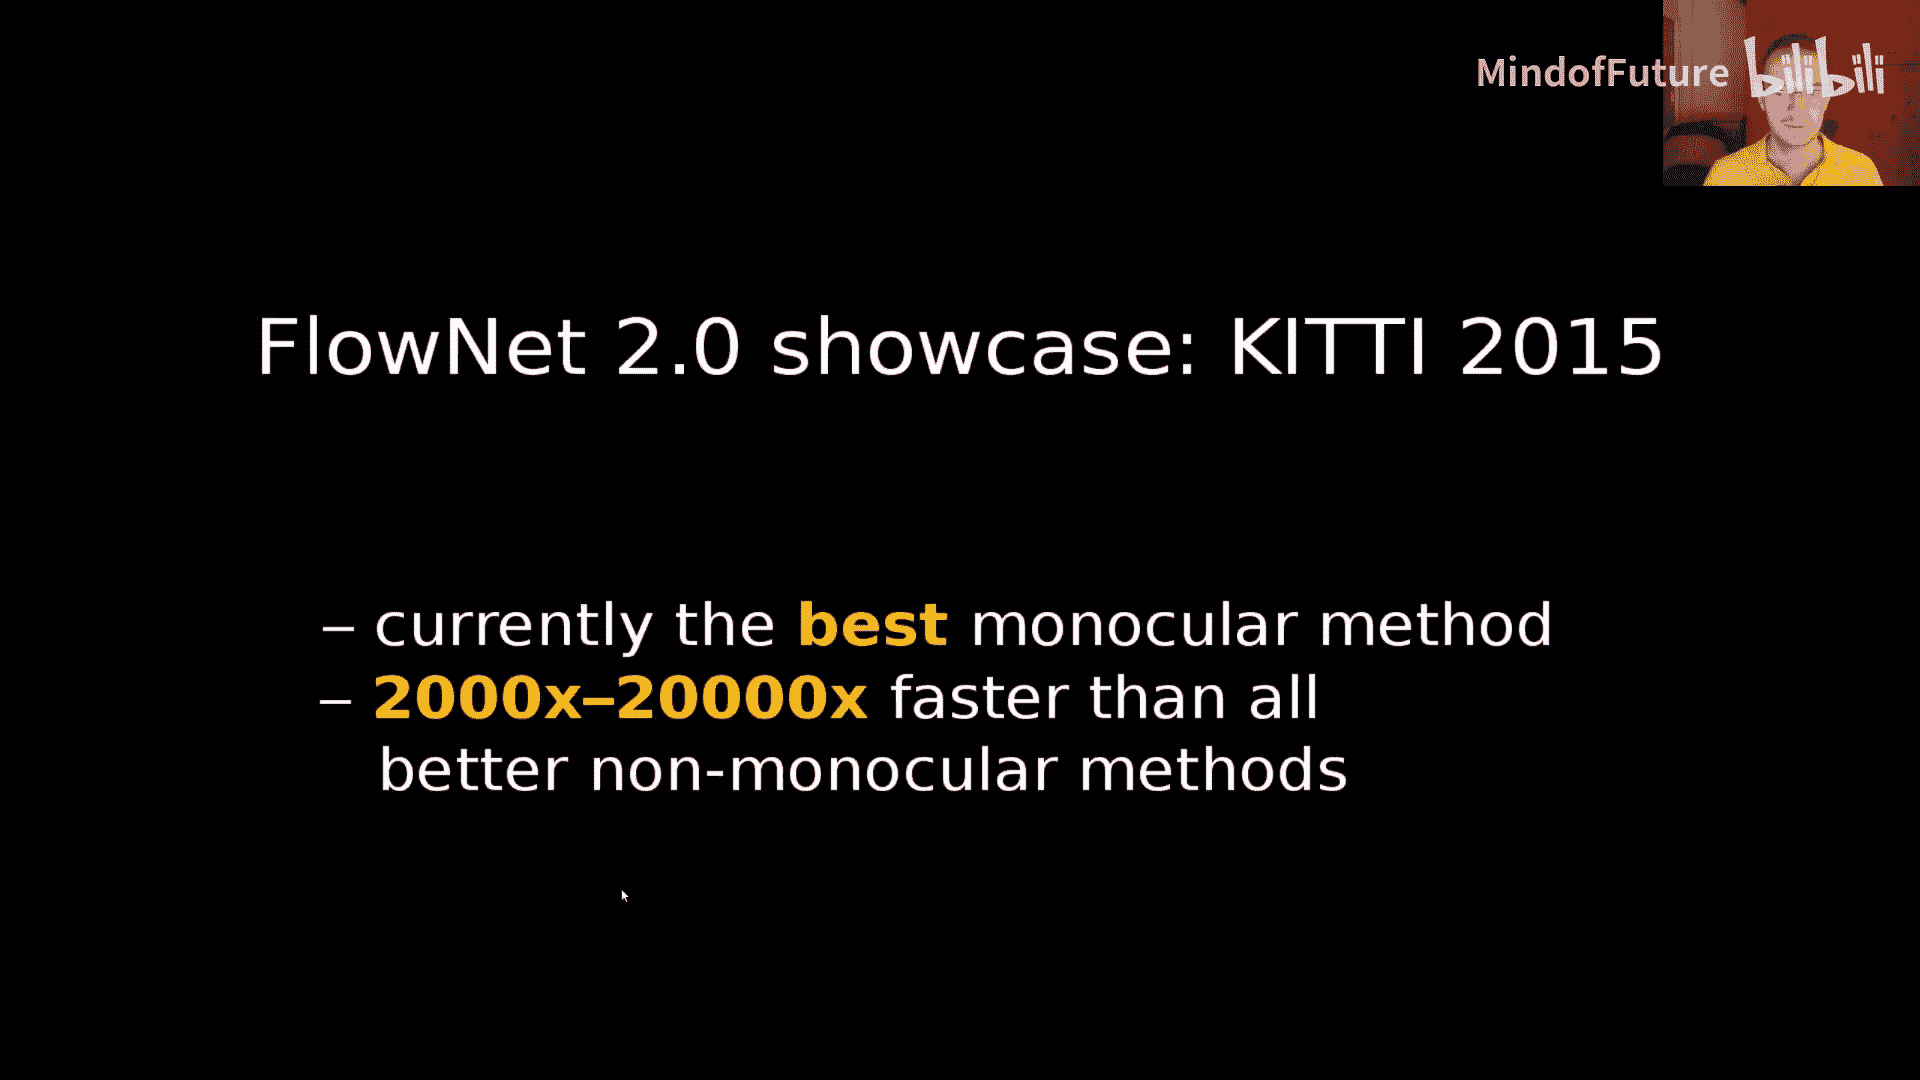 MindofFuture bilibili
FlowNet 2.0 showcase: KITTI 2015
– currently the best monocular method
– 2000x–20000x faster than all
better non-monocular methods